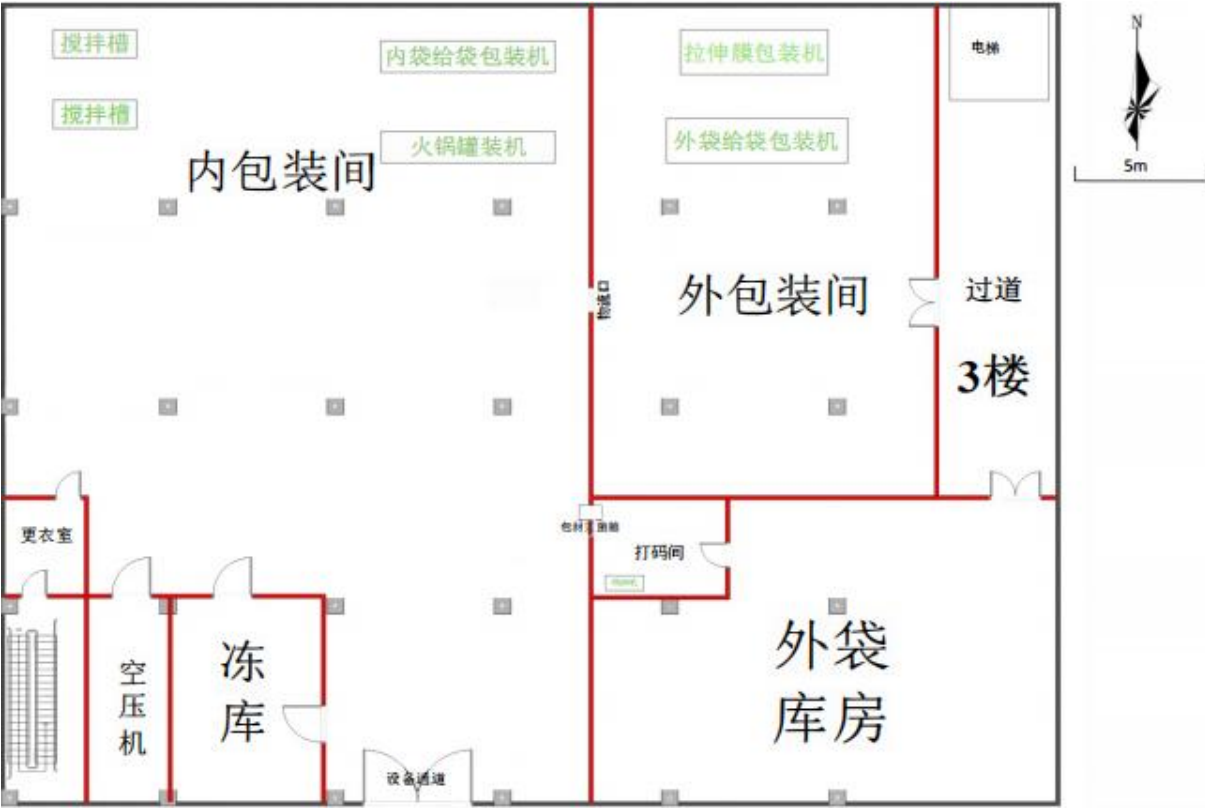 搅拌槽
内袋给袋包装机
拉伸膜包装机
电梯
N
搅拌槽
火锅罐装机
外袋给袋包装机
5m
内包装间
物流口
外包装间
过道
3楼
更衣室
打码间
空压机
冻库
外袋
库房
设备通道